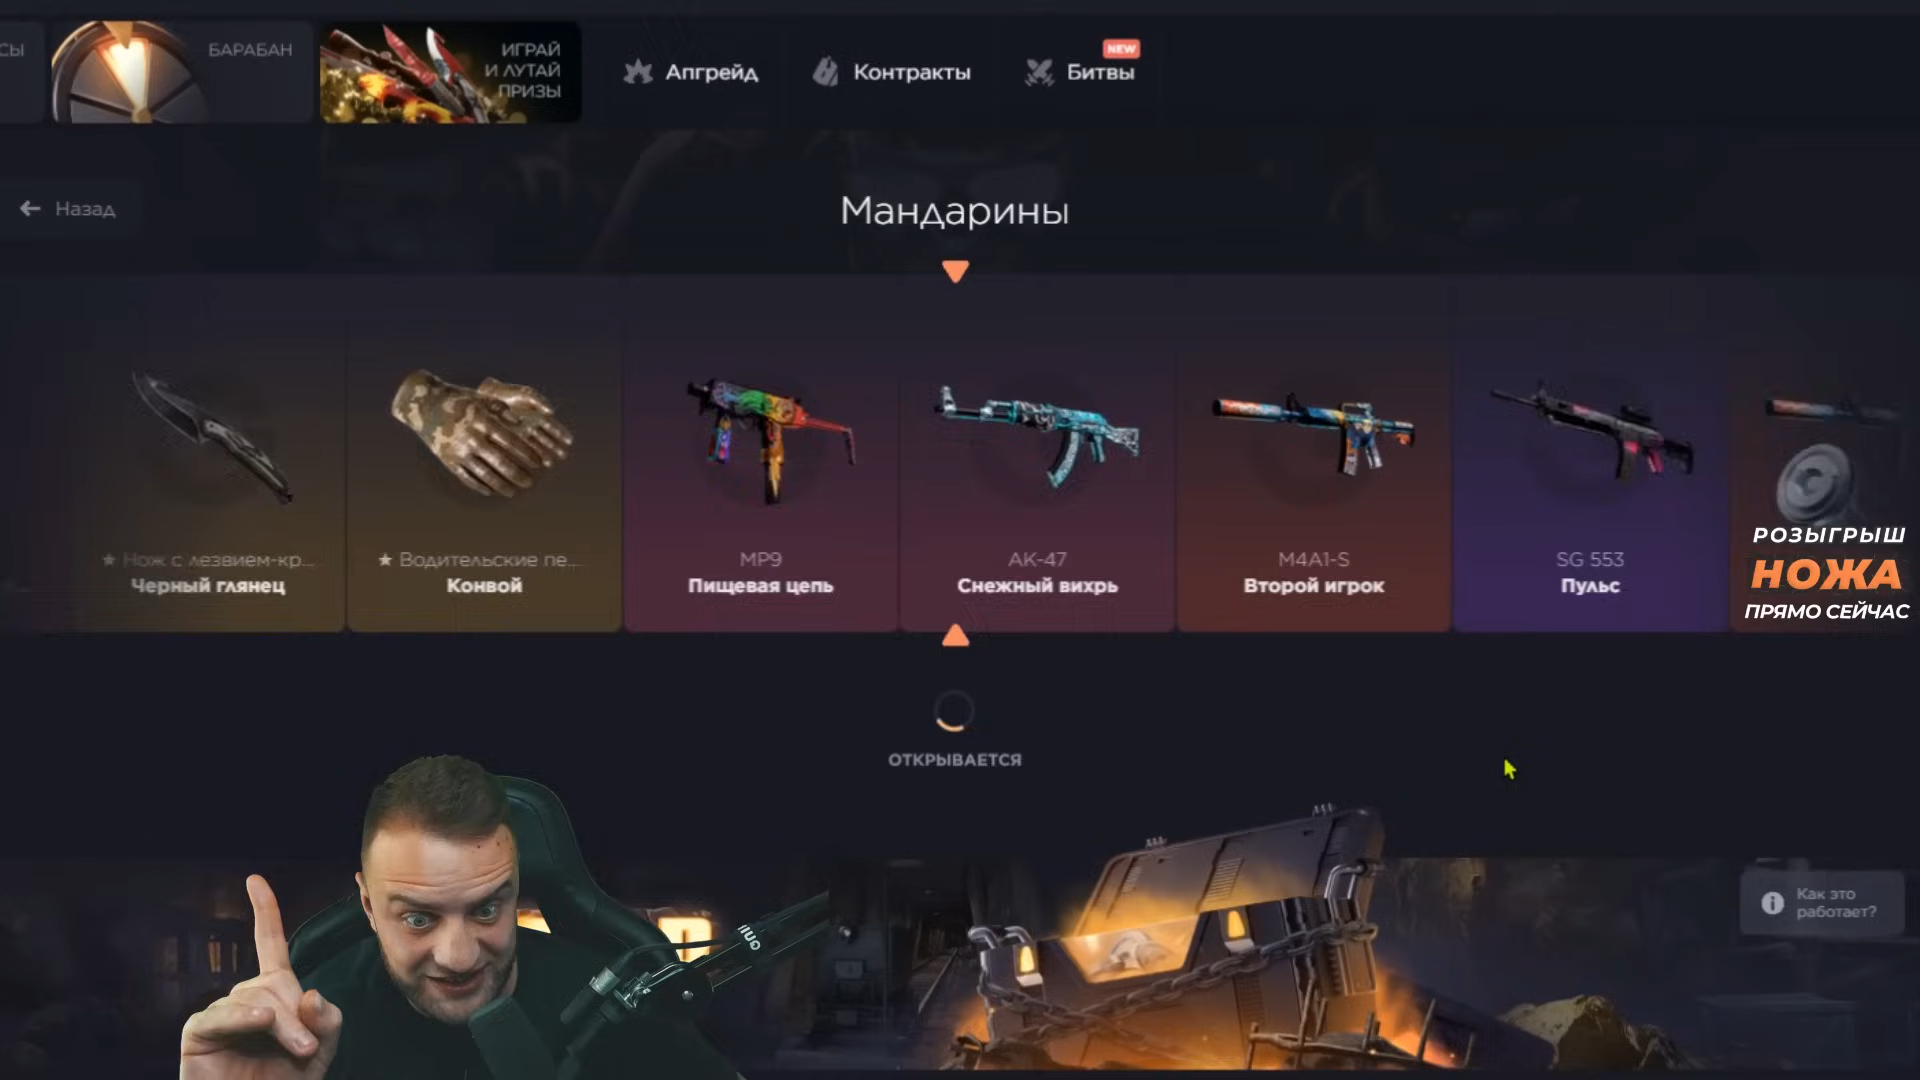 СЫ
БАРАБАН
ИГРАЙ
И ЛУТАЙ
ПРИЗЫ
Апгрейд
Контракты
NEW
Битвы
Назад
Мандарины
★ Нож с лезвием-кр...
Черный глянец
★ Водительские пе...
Конвой
MP9
Пищевая цепь
AK-47
Снежный вихрь
M4A1-S
Второй игрок
SG 553
Пульс
РОЗЫГРЫШ
НОЖА
ПРЯМО СЕЙЧАС
ОТКРЫВАЕТСЯ
Как это
работает?